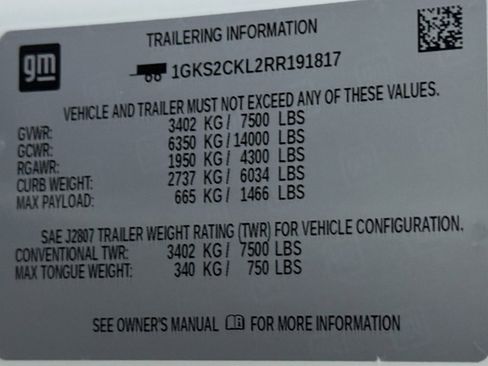 gm
TRAILERING INFORMATION
1GKS2CKL2RR191817
VEHICLE AND TRAILER MUST NOT EXCEED ANY OF THESE VALUES.
GVWR: 3402 KG/ 7500 LBS
GCWR: 6350 KG/14000 LBS
RGAWR: 1950 KG/ 4300 LBS
CURB WEIGHT: 2737 KG/ 6034 LBS
MAX PAYLOAD: 665 KG/ 1466 LBS
SAE J2807 TRAILER WEIGHT RATING (TWR) FOR VEHICLE CONFIGURATION.
CONVENTIONAL TWR: 3402 KG/ 7500 LBS
MAX TONGUE WEIGHT: 340 KG/ 750 LBS
SEE OWNER'S MANUAL FOR MORE INFORMATION